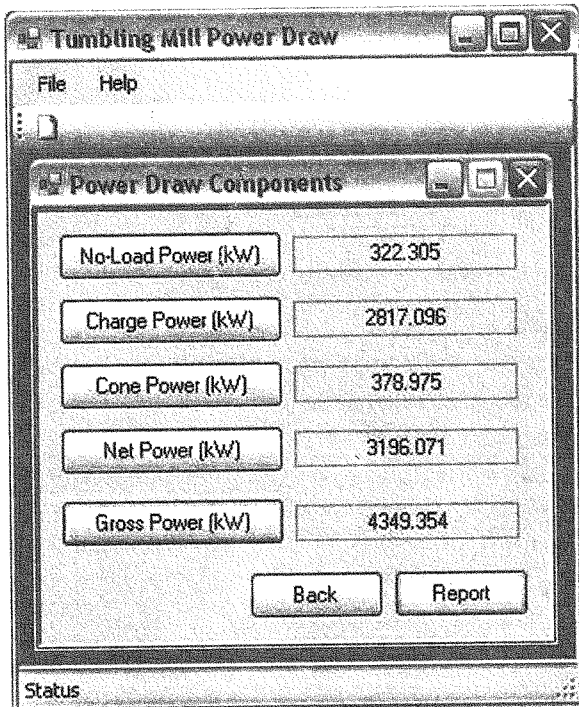 Tumbling Mill Power Draw
File Help
Power Draw Components
No-Load Power (kW) 322.305
Charge Power (kW) 2817.096
Cone Power (kW) 378.975
Net Power (kW) 3196.071
Gross Power (kW) 4349.354
Back Report
Status